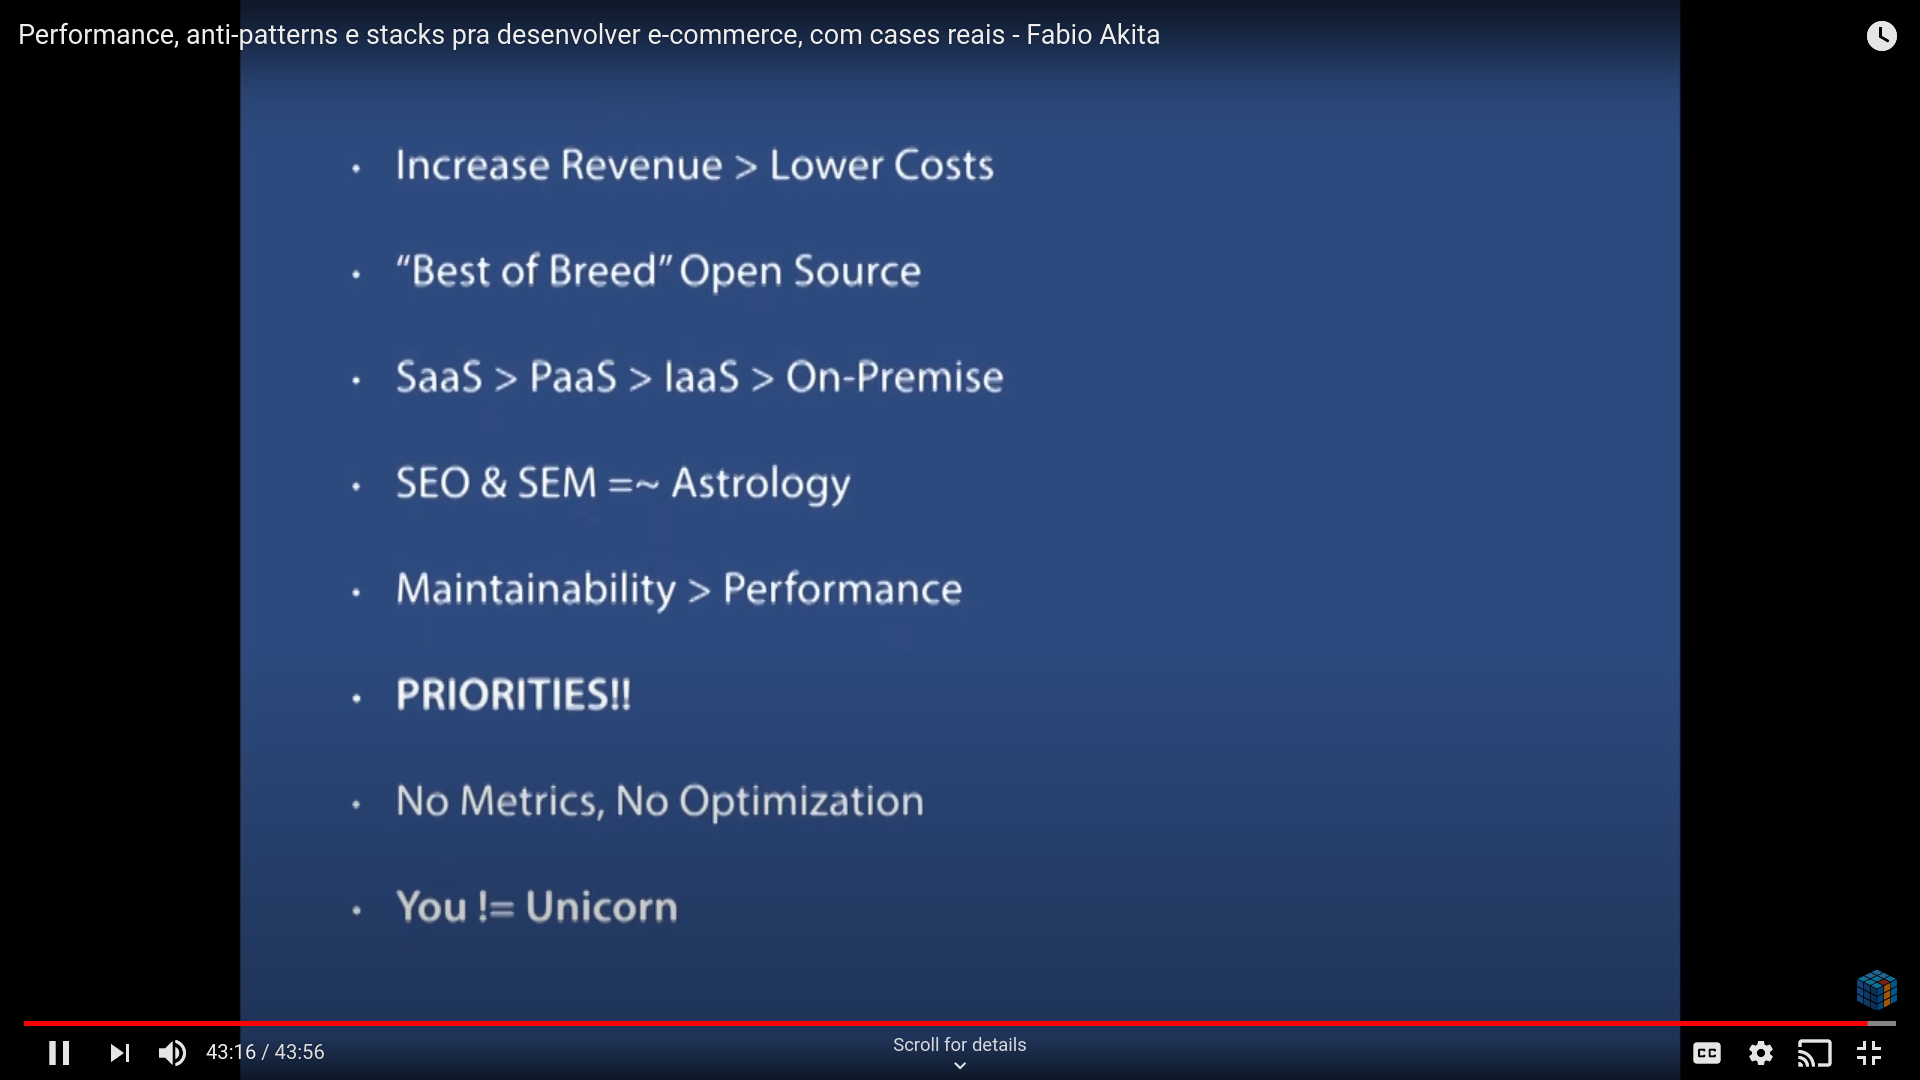 Performance, anti-patterns e stacks pra desenvolver e-commerce, com cases reais - Fabio Akita
• Increase Revenue > Lower Costs
• “Best of Breed” Open Source
• SaaS > PaaS > IaaS > On-Premise
• SEO & SEM =~ Astrology
• Maintainability > Performance
• PRIORITIES!!
• No Metrics, No Optimization
• You != Unicorn
43:16 / 43:56
Scroll for details
CC